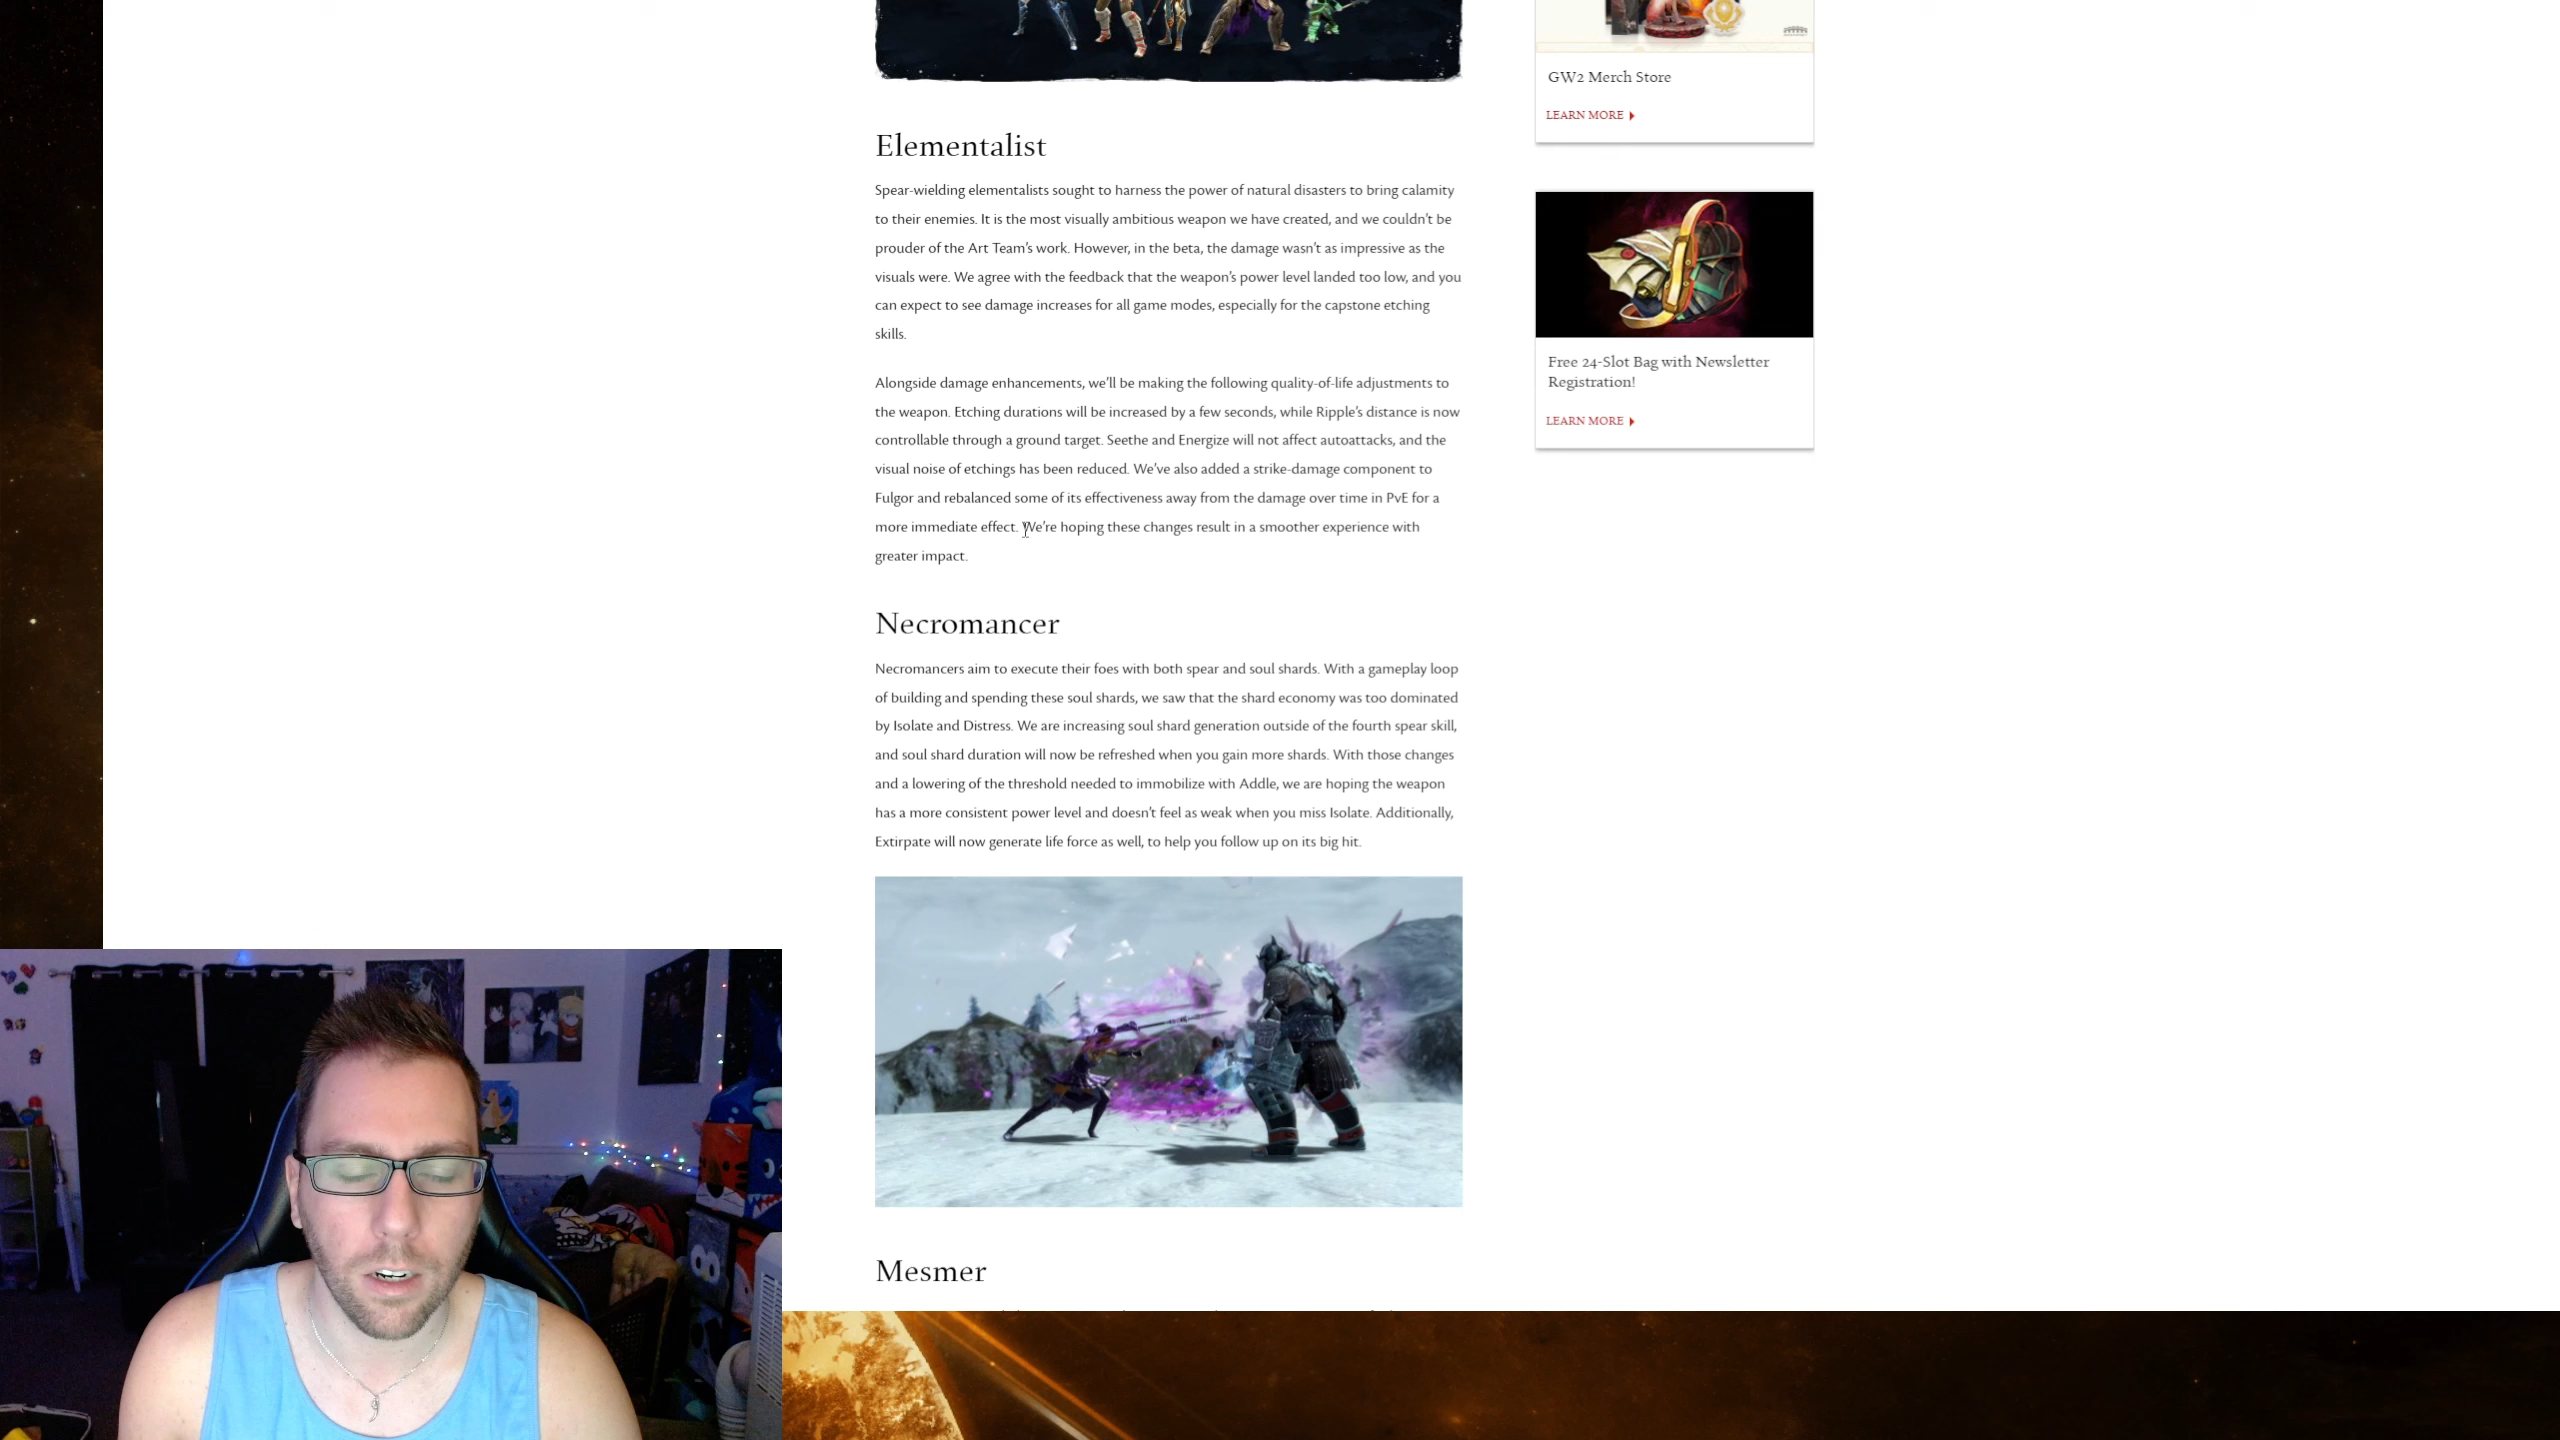 Elementalist
Spear-wielding elementalists sought to harness the power of natural disasters to bring calamity
to their enemies. It is the most visually ambitious weapon we have created, and we couldn't be
prouder of the Art Team's work. However, in the beta, the damage wasn't as impressive as the
visuals were. We agree with the feedback that the weapon's power level landed too low, and you
can expect to see damage increases for all game modes, especially for the capstone etching
skills.
Alongside damage enhancements, we'll be making the following quality-of-life adjustments to
the weapon. Etching durations will be increased by a few seconds, while Ripple's distance is now
controllable through a ground target. Seethe and Energize will not affect autoattacks, and the
visual noise of etchings has been reduced. We've also added a strike-damage component to
Fulgor and rebalanced some of its effectiveness away from the damage over time in PvE for a
more immediate effect. We're hoping these changes result in a smoother experience with
greater impact.
Necromancer
Necromancers aim to execute their foes with both spear and soul shards. With a gameplay loop
of building and spending these soul shards, we saw that the shard economy was too dominated
by Isolate and Distress. We are increasing soul shard generation outside of the fourth spear skill,
and soul shard duration will now be refreshed when you gain more shards. With those changes
and a lowering of the threshold needed to immobilize with Addle, we are hoping the weapon
has a more consistent power level and doesn't feel as weak when you miss Isolate. Additionally,
Extirpate will now generate life force as well, to help you follow up on its big hit.
Mesmer
GW2 Merch Store
LEARN MORE
Free 24-Slot Bag with Newsletter
Registration!
LEARN MORE